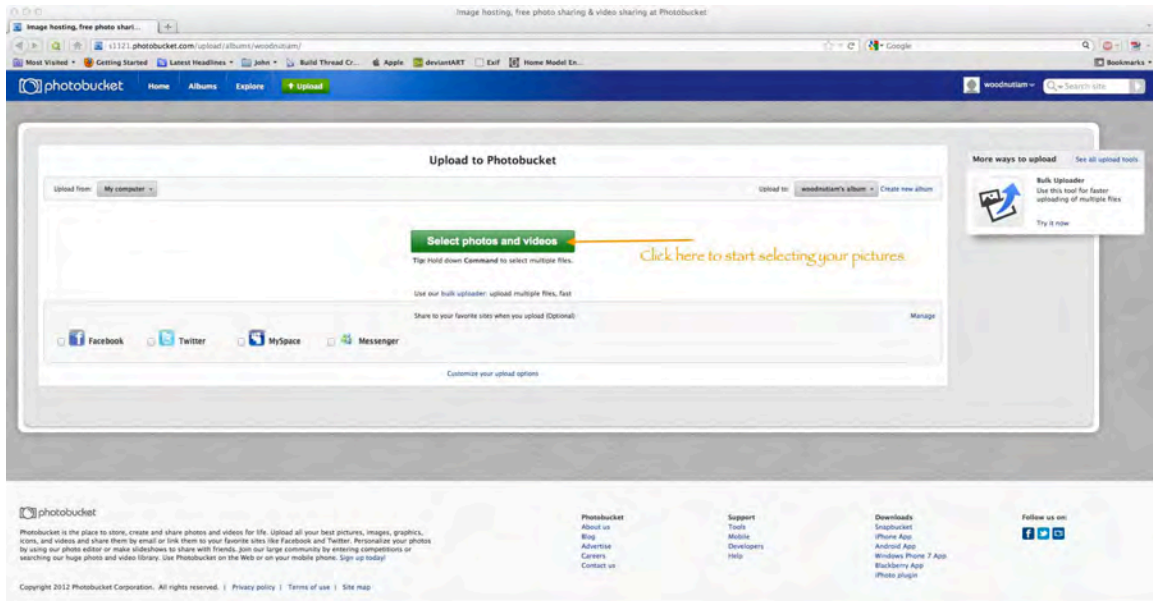 Image hosting, free photo sharing & video sharing at Photobucket
Image hosting, free photo shari...
s1121.photobucket.com/upload/albums/woodnutiam/
Google
Most Visited
Getting Started
Latest Headlines
John
Build Thread Cr...
Apple
deviantART
Exif
Home Model En...
Bookmarks
photobucket
Home
Albums
Explore
Upload
woodnutiam
Search site
Upload to Photobucket
Upload from: My computer
Upload to: woodnutiam's album
Create new album
More ways to upload
See all upload tools
Bulk Uploader
Use this tool for faster
uploading of multiple files
Try it now
Select photos and videos
Click here to start selecting your pictures
Tip: Hold down Command to select multiple files.
Use our bulk uploader: upload multiple files, fast
Share to your favorite sites when you upload (Optional)
Manage
Facebook
Twitter
MySpace
Messenger
Customize your upload options
photobucket
Photobucket is the place to store, create and share photos and videos for life. Upload all your best pictures, images, graphics,
icons, and videos and share them by email or link them to your favorite sites like Facebook and Twitter. Personalize your photos
by using our photo editor or make slideshows to share with friends. Join our large community by entering competitions or
searching our huge photo and video library. Use Photobucket on the Web or on your mobile phone. Sign up today!
Photobucket
About us
Blog
Advertise
Careers
Contact us
Support
Tools
Mobile
Developers
Help
Downloads
Snapbucket
iPhone App
Android App
Windows Phone 7 App
Blackberry App
iPhoto plugin
Follow us on:
Copyright 2012 Photobucket Corporation. All rights reserved. | Privacy policy | Terms of use | Site map